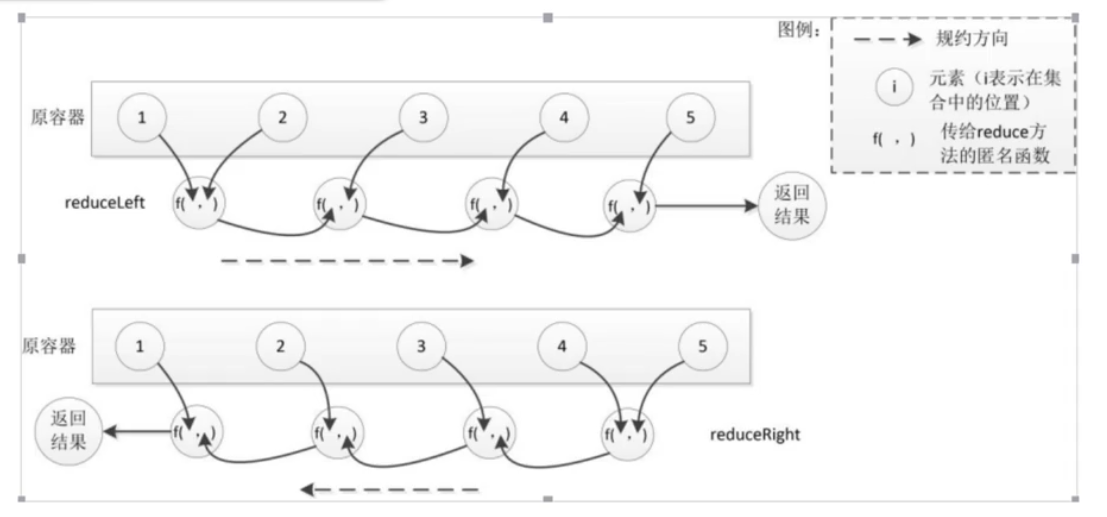 图例：
规约方向
i
元素（i表示在集
合中的位置）
f( , )
传给reduce方
法的匿名函数
原容器
1
2
3
4
5
reduceLeft
f( , )
f( , )
f( , )
f( , )
返回
结果
原容器
1
2
3
4
5
返回
结果
f( , )
f( , )
f( , )
f( , )
reduceRight